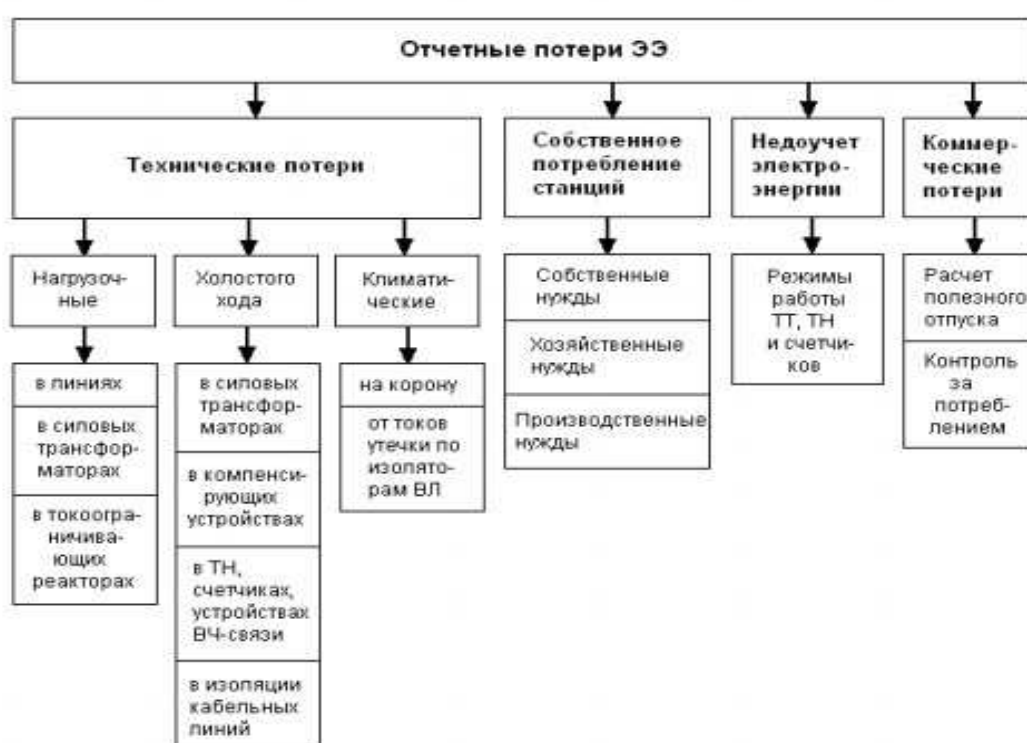 Отчетные потери ЭЭ
Технические потери
Собственное
потребление
станций
Недоучет
электро-
энергии
Коммер-
ческие
потери
Нагрузоч-
ные
Холостого
хода
Климати-
ческие
Собственные
нужды
Хозяйственные
нужды
Производственные
нужды
Режимы
работы
ТТ, ТН
и счетчи-
ков
Расчет
полезного
отпуска
Контроль
за
потреб-
лением
в линиях
в силовых
трансфор-
маторах
в токоогра-
ничива-
ющих
реакторах
в силовых
трансфор-
маторах
в компенси-
рующих
устройствах
в ТН,
счетчиках,
устройствах
ВЧ-связи
в изоляции
кабельных
линий
на корону
от токов
утечки по
изолято-
рам ВЛ